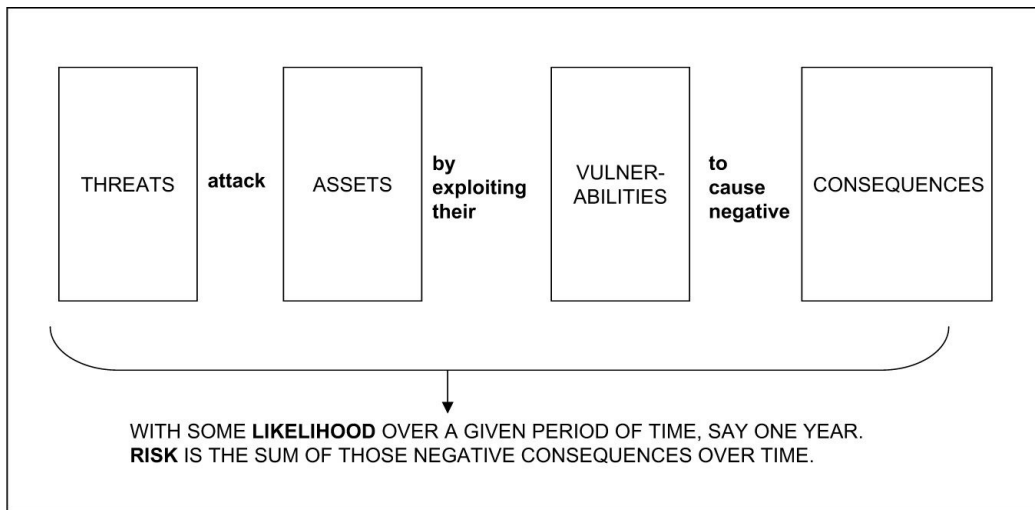 THREATS
attack
ASSETS
by
exploiting
their
VULNER-
ABILITIES
to
cause
negative
CONSEQUENCES
WITH SOME LIKELIHOOD OVER A GIVEN PERIOD OF TIME, SAY ONE YEAR.
RISK IS THE SUM OF THOSE NEGATIVE CONSEQUENCES OVER TIME.